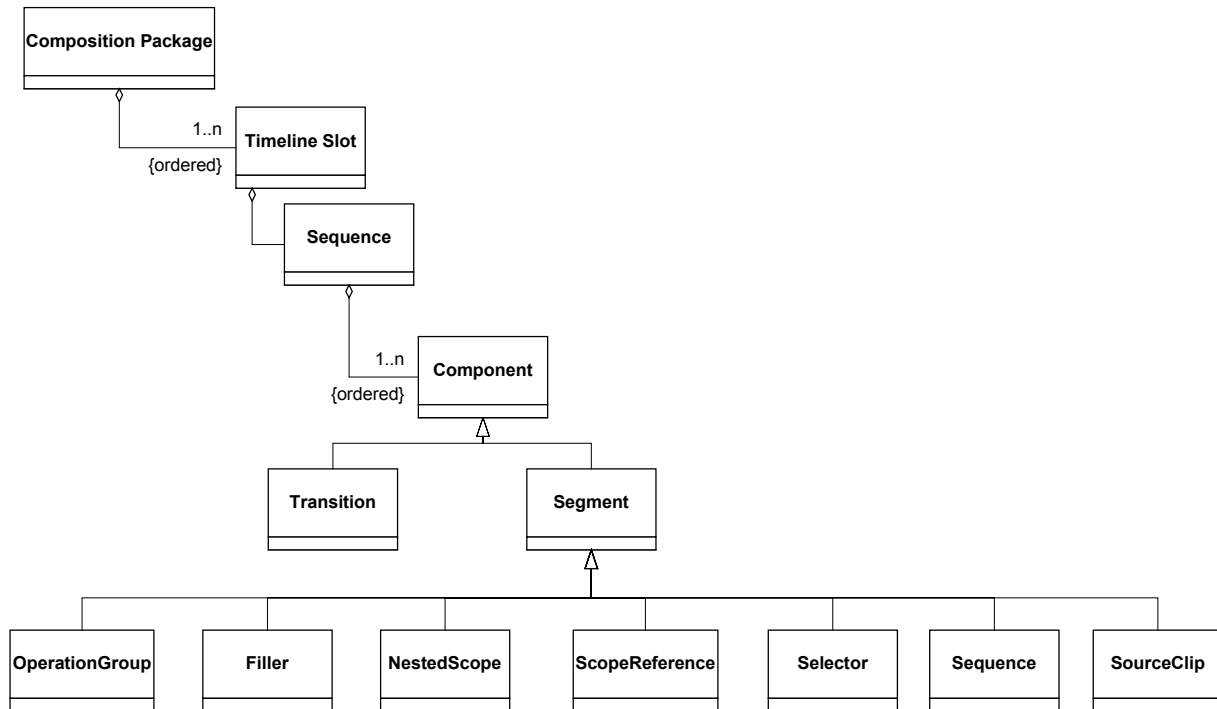 Composition Package
1..n
Timeline Slot
{ordered}
Sequence
1..n
Component
{ordered}
Transition
Segment
OperationGroup
Filler
NestedScope
ScopeReference
Selector
Sequence
SourceClip